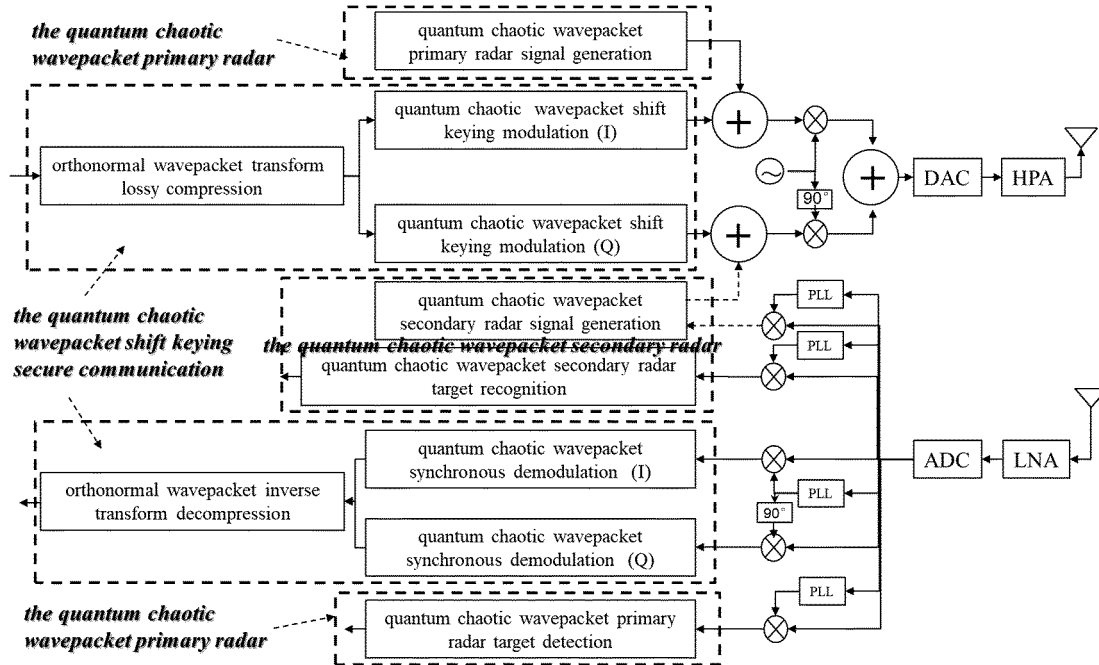 the quantum chaotic
wavepacket primary radar
quantum chaotic wavepacket
primary radar signal generation
quantum chaotic wavepacket shift
keying modulation (I)
orthonormal wavepacket transform
lossy compression
quantum chaotic wavepacket shift
keying modulation (Q)
+
+
+
90°
DAC
HPA
the quantum chaotic
wavepacket shift keying
secure communication
quantum chaotic wavepacket
secondary radar signal generation
the quantum chaotic wavepacket secondary radar
quantum chaotic wavepacket secondary radar
target recognition
PLL
PLL
quantum chaotic wavepacket
synchronous demodulation (I)
orthonormal wavepacket inverse
transform decompression
quantum chaotic wavepacket
synchronous demodulation (Q)
PLL
90°
ADC
LNA
the quantum chaotic
wavepacket primary radar
quantum chaotic wavepacket primary
radar target detection
PLL